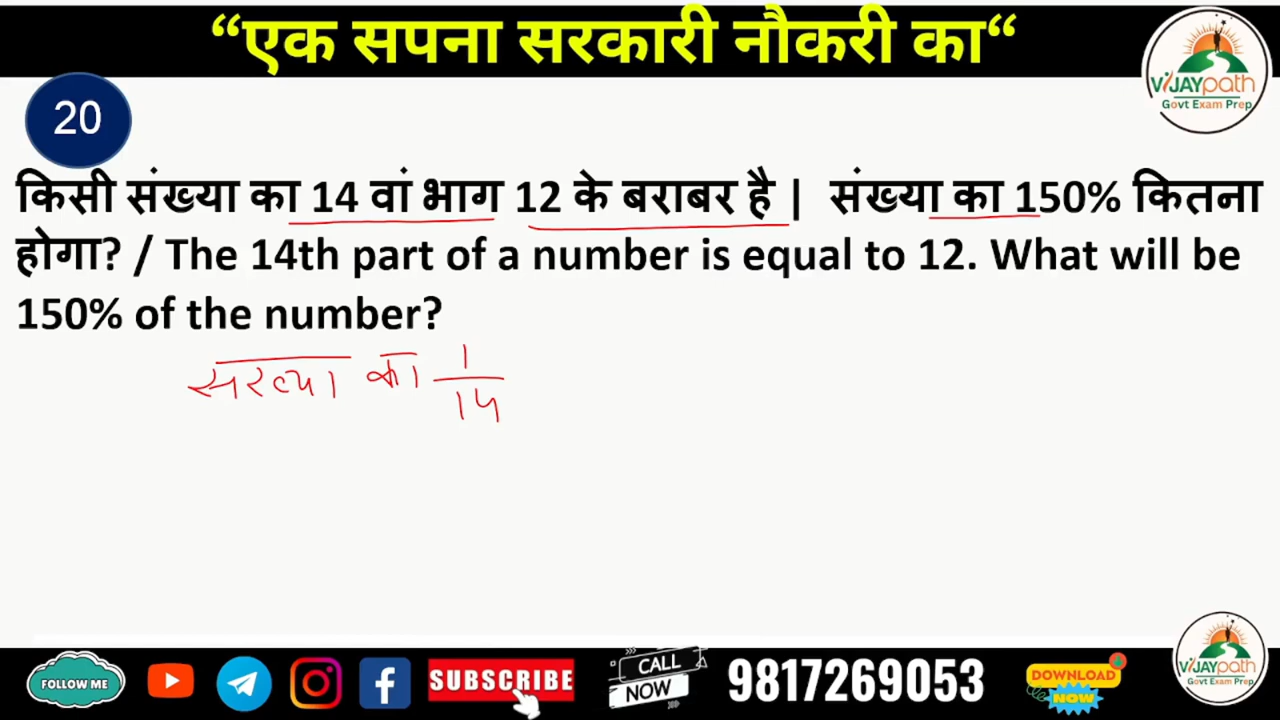 “एक सपना सरकारी नौकरी का“
ViJAYpath
Govt Exam Prep
20
किसी संख्या का 14 वां भाग 12 के बराबर है | संख्या का 150% कितना
होगा? / The 14th part of a number is equal to 12. What will be
150% of the number?
सख्या का 1/14
ViJAYpath
Govt Exam Prep
FOLLOW ME
SUBSCRIBE
CALL
NOW
9817269053
DOWNLOAD
NOW